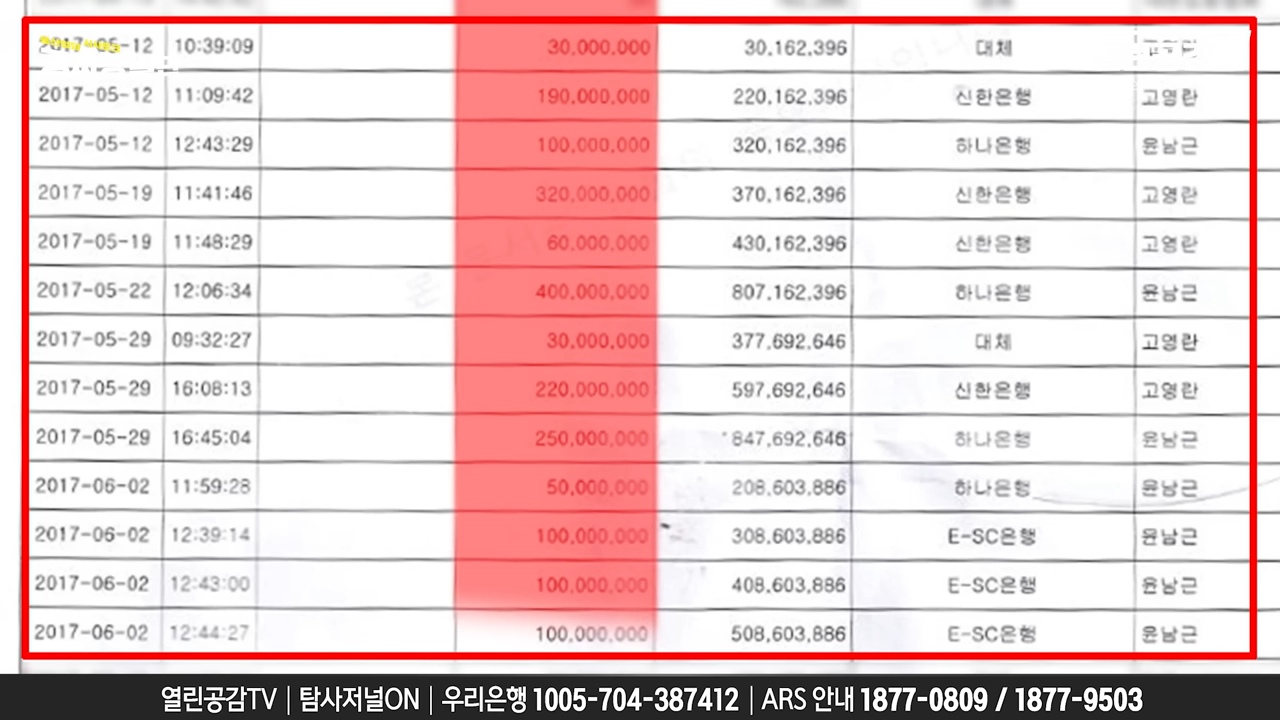 2017-05-12 10:39:09 30,000,000 30,162,396 대체
2017-05-12 11:09:42 190,000,000 220,162,396 신한은행 고영란
2017-05-12 12:43:29 100,000,000 320,162,396 하나은행 윤남근
2017-05-19 11:41:46 320,000,000 370,162,396 신한은행 고영란
2017-05-19 11:48:29 60,000,000 430,162,396 신한은행 고영란
2017-05-22 12:06:34 400,000,000 807,162,396 하나은행 윤남근
2017-05-29 09:32:27 30,000,000 377,692,646 대체 고영란
2017-05-29 16:08:13 220,000,000 597,692,646 신한은행 고영란
2017-05-29 16:45:04 250,000,000 847,692,646 하나은행 윤남근
2017-06-02 11:59:28 50,000,000 208,603,886 하나은행 윤남근
2017-06-02 12:39:14 100,000,000 308,603,886 E-SC은행 윤남근
2017-06-02 12:43:00 100,000,000 408,603,886 E-SC은행 윤남근
2017-06-02 12:44:27 100,000,000 508,603,886 E-SC은행 윤남근
열린공감TV | 탐사저널ON | 우리은행 1005-704-387412 | ARS 안내 1877-0809 / 1877-9503